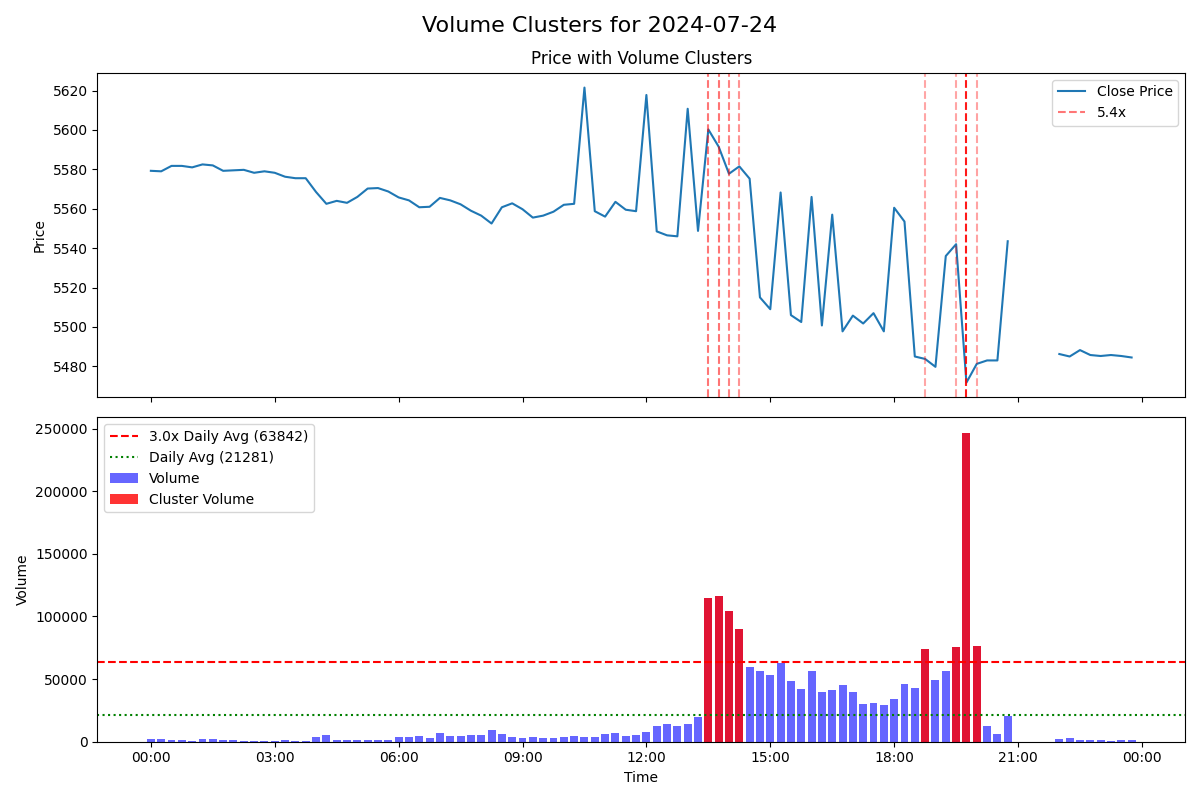 Volume Clusters for 2024-07-24
Price with Volume Clusters
5620
5600
5580
5560
5540
5520
5500
5480
Price
Close Price
5.4x
250000
200000
150000
100000
50000
0
Volume
3.0x Daily Avg (63842)
Daily Avg (21281)
Volume
Cluster Volume
00:00 03:00 06:00 09:00 12:00 15:00 18:00 21:00 00:00
Time